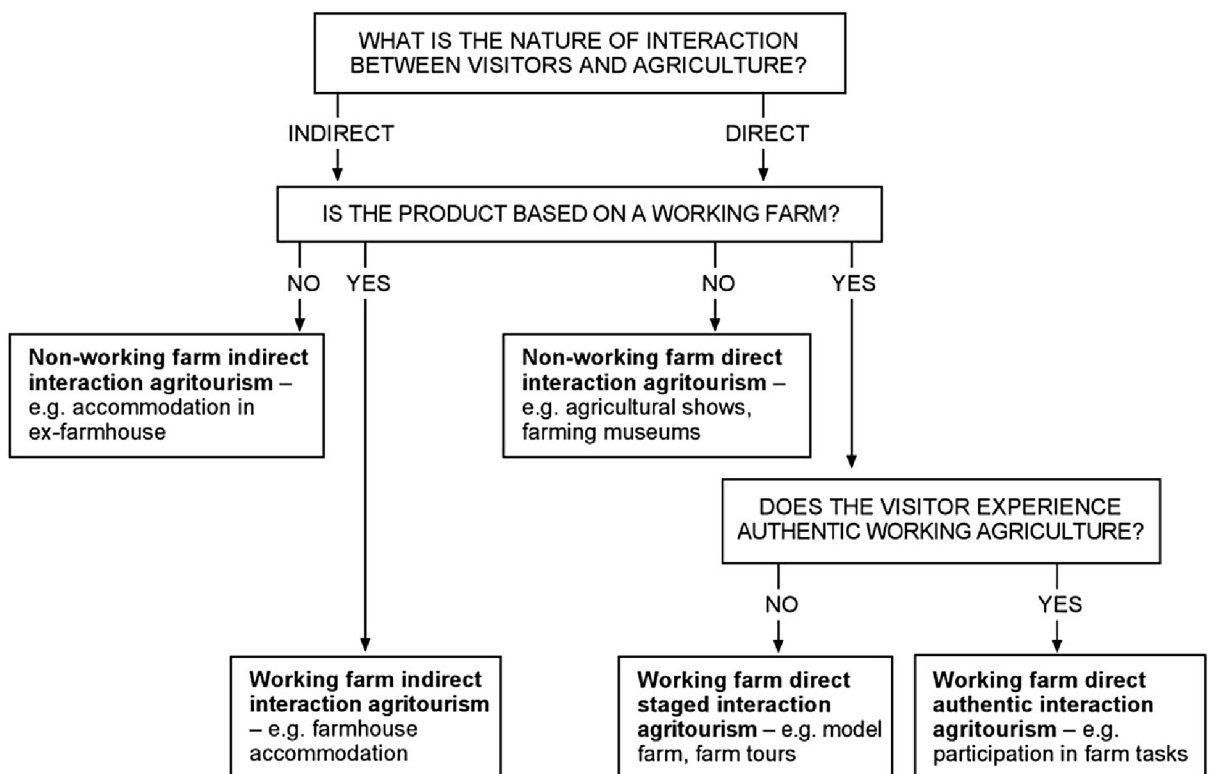 WHAT IS THE NATURE OF INTERACTION
BETWEEN VISITORS AND AGRICULTURE?
INDIRECT
DIRECT
IS THE PRODUCT BASED ON A WORKING FARM?
NO
YES
NO
YES
Non-working farm indirect
interaction agritourism –
e.g. accommodation in
ex-farmhouse
Non-working farm direct
interaction agritourism –
e.g. agricultural shows,
farming museums
DOES THE VISITOR EXPERIENCE
AUTHENTIC WORKING AGRICULTURE?
NO
YES
Working farm indirect
interaction agritourism
– e.g. farmhouse
accommodation
Working farm direct
staged interaction
agritourism – e.g. model
farm, farm tours
Working farm direct
authentic interaction
agritourism – e.g.
participation in farm tasks